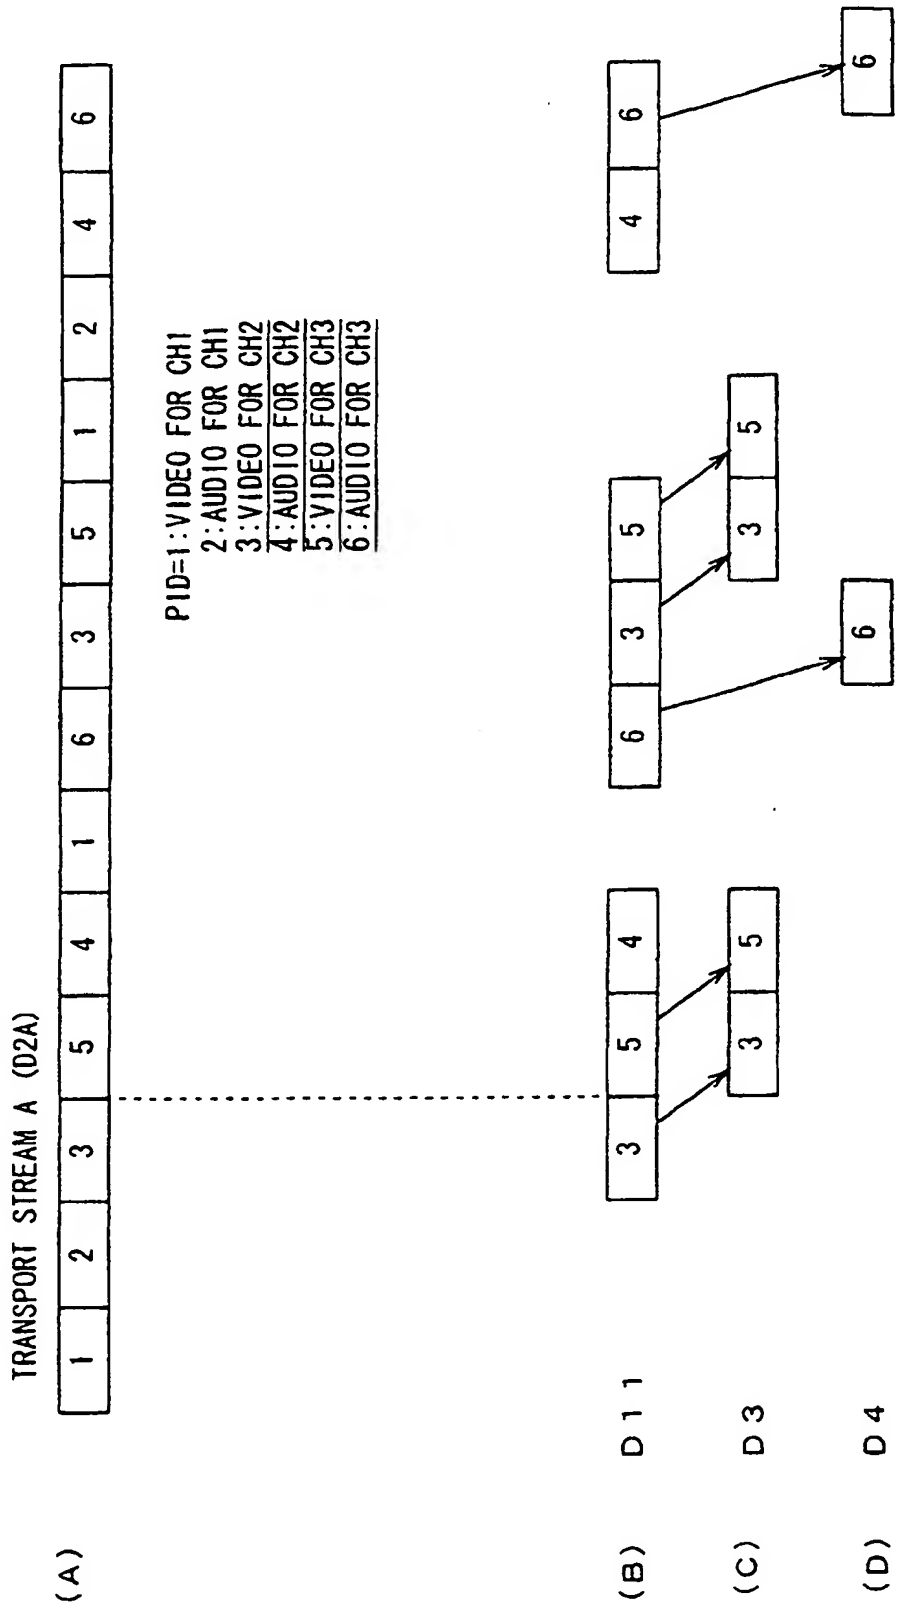 TRANSPORT STREAM A (D2A)
(A)
1 2 3 5 4 1 6 3 5 1 2 4 6
PID=1:VIDEO FOR CH1
2:AUDIO FOR CH1
3:VIDEO FOR CH2
4:AUDIO FOR CH2
5:VIDEO FOR CH3
6:AUDIO FOR CH3
(B) D11 3 5 4 6 3 5 4 6
(C) D3 3 5 3 5
(D) D4 6 6